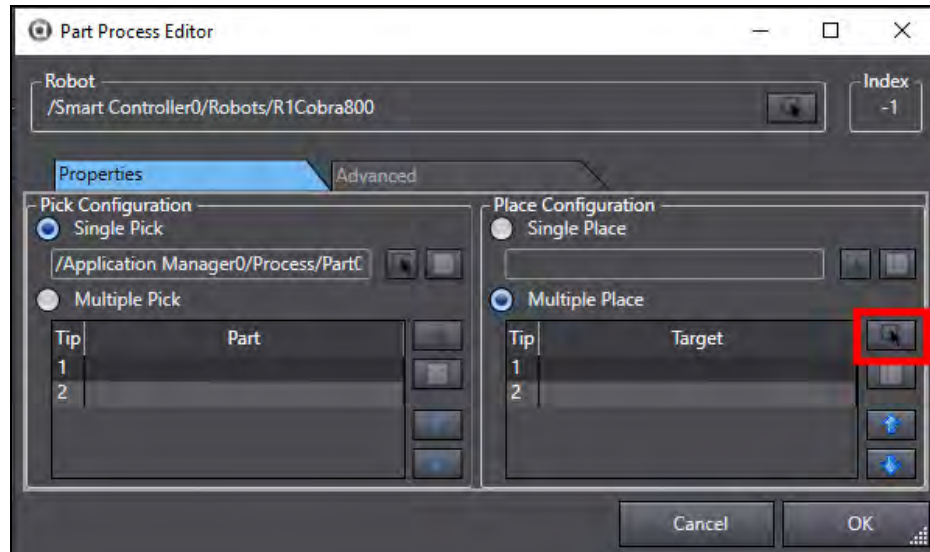 Part Process Editor
Robot
Index
/Smart Controller0/Robots/R1Cobra800
-1
Properties
Advanced
Pick Configuration
Single Pick
/Application Manager0/Process/Part
Multiple Pick
Tip Part
1
2
Place Configuration
Single Place
Multiple Place
Tip Target
1
2
Cancel
OK